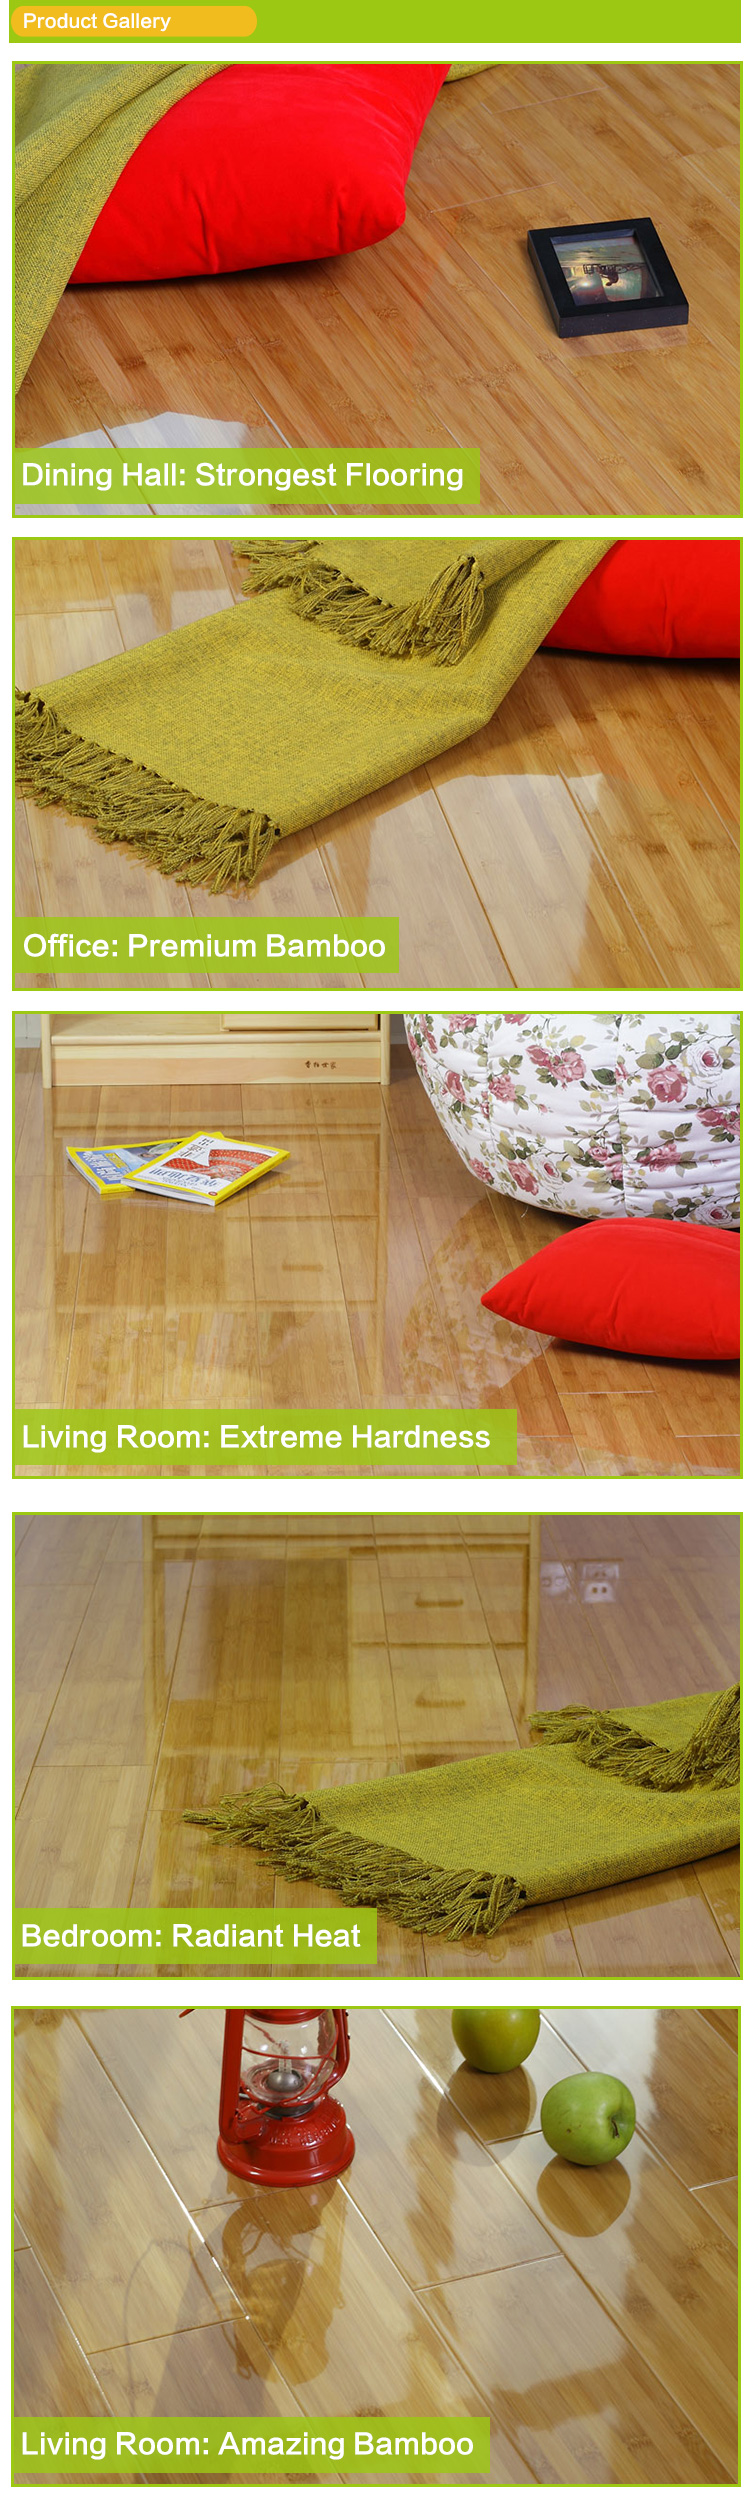 Product Gallery
Dining Hall: Strongest Flooring
Office: Premium Bamboo
Living Room: Extreme Hardness
Bedroom: Radiant Heat
Living Room: Amazing Bamboo